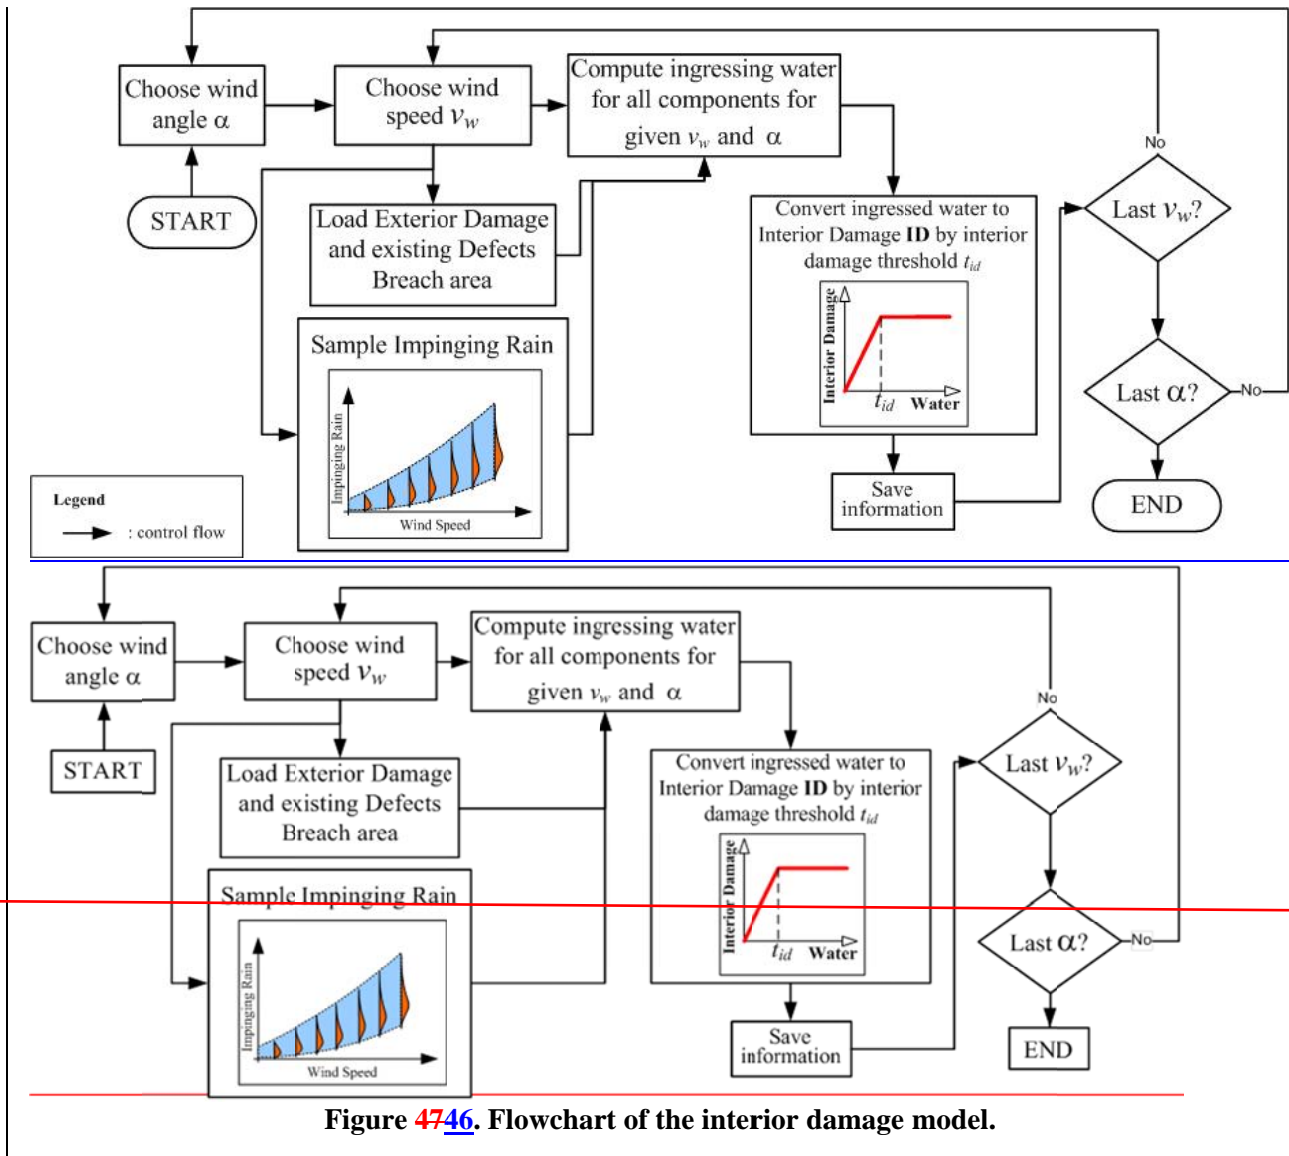 Choose wind
angle α
Choose wind
speed vw
Compute ingressing water
for all components for
given vw and α
START
Load Exterior Damage
and existing Defects
Breach area
Sample Impinging Rain
Impinging Rain
Wind Speed
Convert ingressed water to
Interior Damage ID by interior
damage threshold tid
Interior Damage
tid
Water
Save
information
No
Last vw?
Last α?
No
END
Legend
: control flow
Choose wind
angle α
Choose wind
speed vw
Compute ingressing water
for all components for
given vw and α
START
Load Exterior Damage
and existing Defects
Breach area
Sample Impinging Rain
Impinging Rain
Wind Speed
Convert ingressed water to
Interior Damage ID by interior
damage threshold tid
Interior Damage
tid
Water
Save
information
No
Last vw?
Last α?
No
END
Figure 4746. Flowchart of the interior damage model.